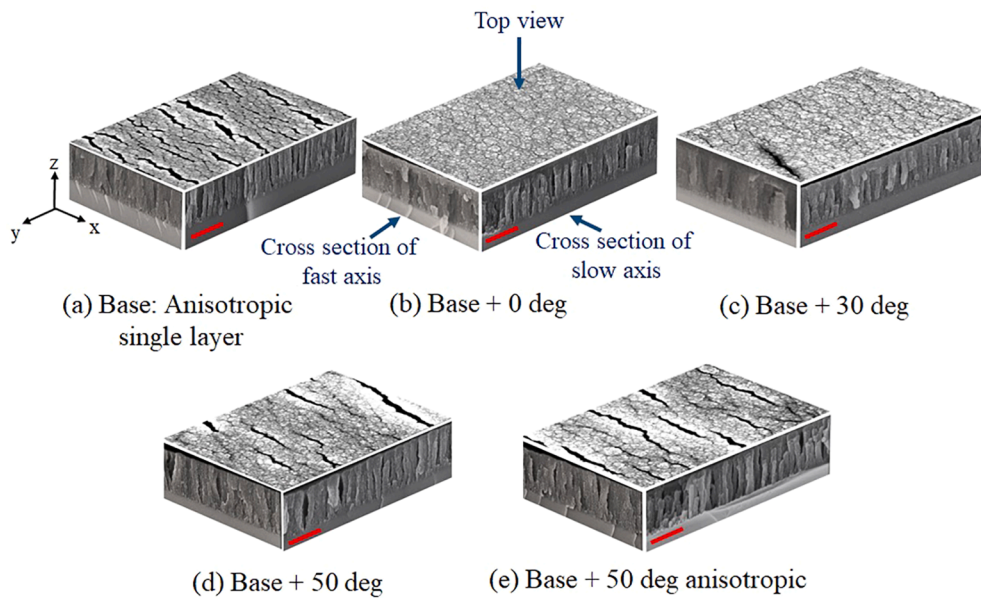 Top view
z
y
x
Cross section of
fast axis
Cross section of
slow axis
(a) Base: Anisotropic
single layer
(b) Base + 0 deg
(c) Base + 30 deg
(d) Base + 50 deg
(e) Base + 50 deg anisotropic